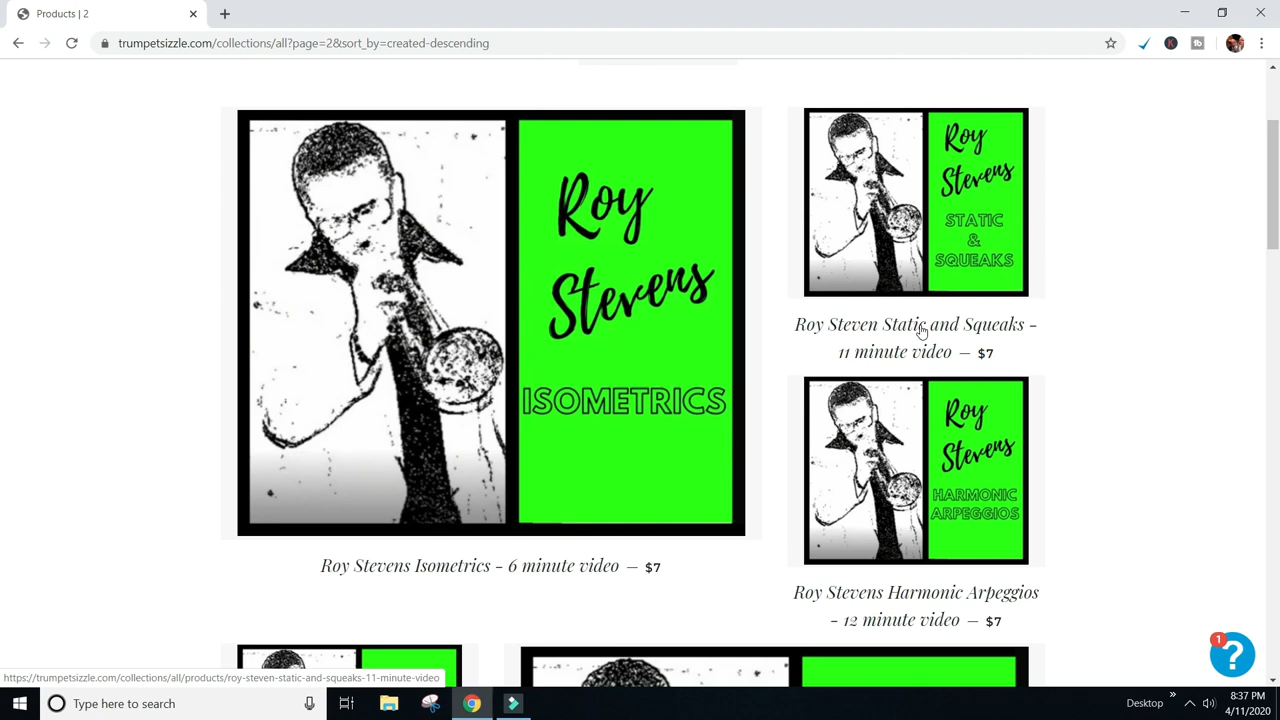 Products | 2
trumpetsizzle.com/collections/all?page=2&sort_by=created-descending
Roy
Stevens
ISOMETRICS
Roy Stevens Isometrics - 6 minute video — $7
Roy
Stevens
STATIC
&
SQUEAKS
Roy Steven Static and Squeaks -
11 minute video — $7
Roy
Stevens
HARMONIC
ARPEGGIOS
Roy Stevens Harmonic Arpeggios
- 12 minute video — $7
1
?
https://trumpetsizzle.com/collections/all/products/roy-steven-static-and-squeaks-11-minute-video
Type here to search
Desktop
8:37 PM
4/11/2020